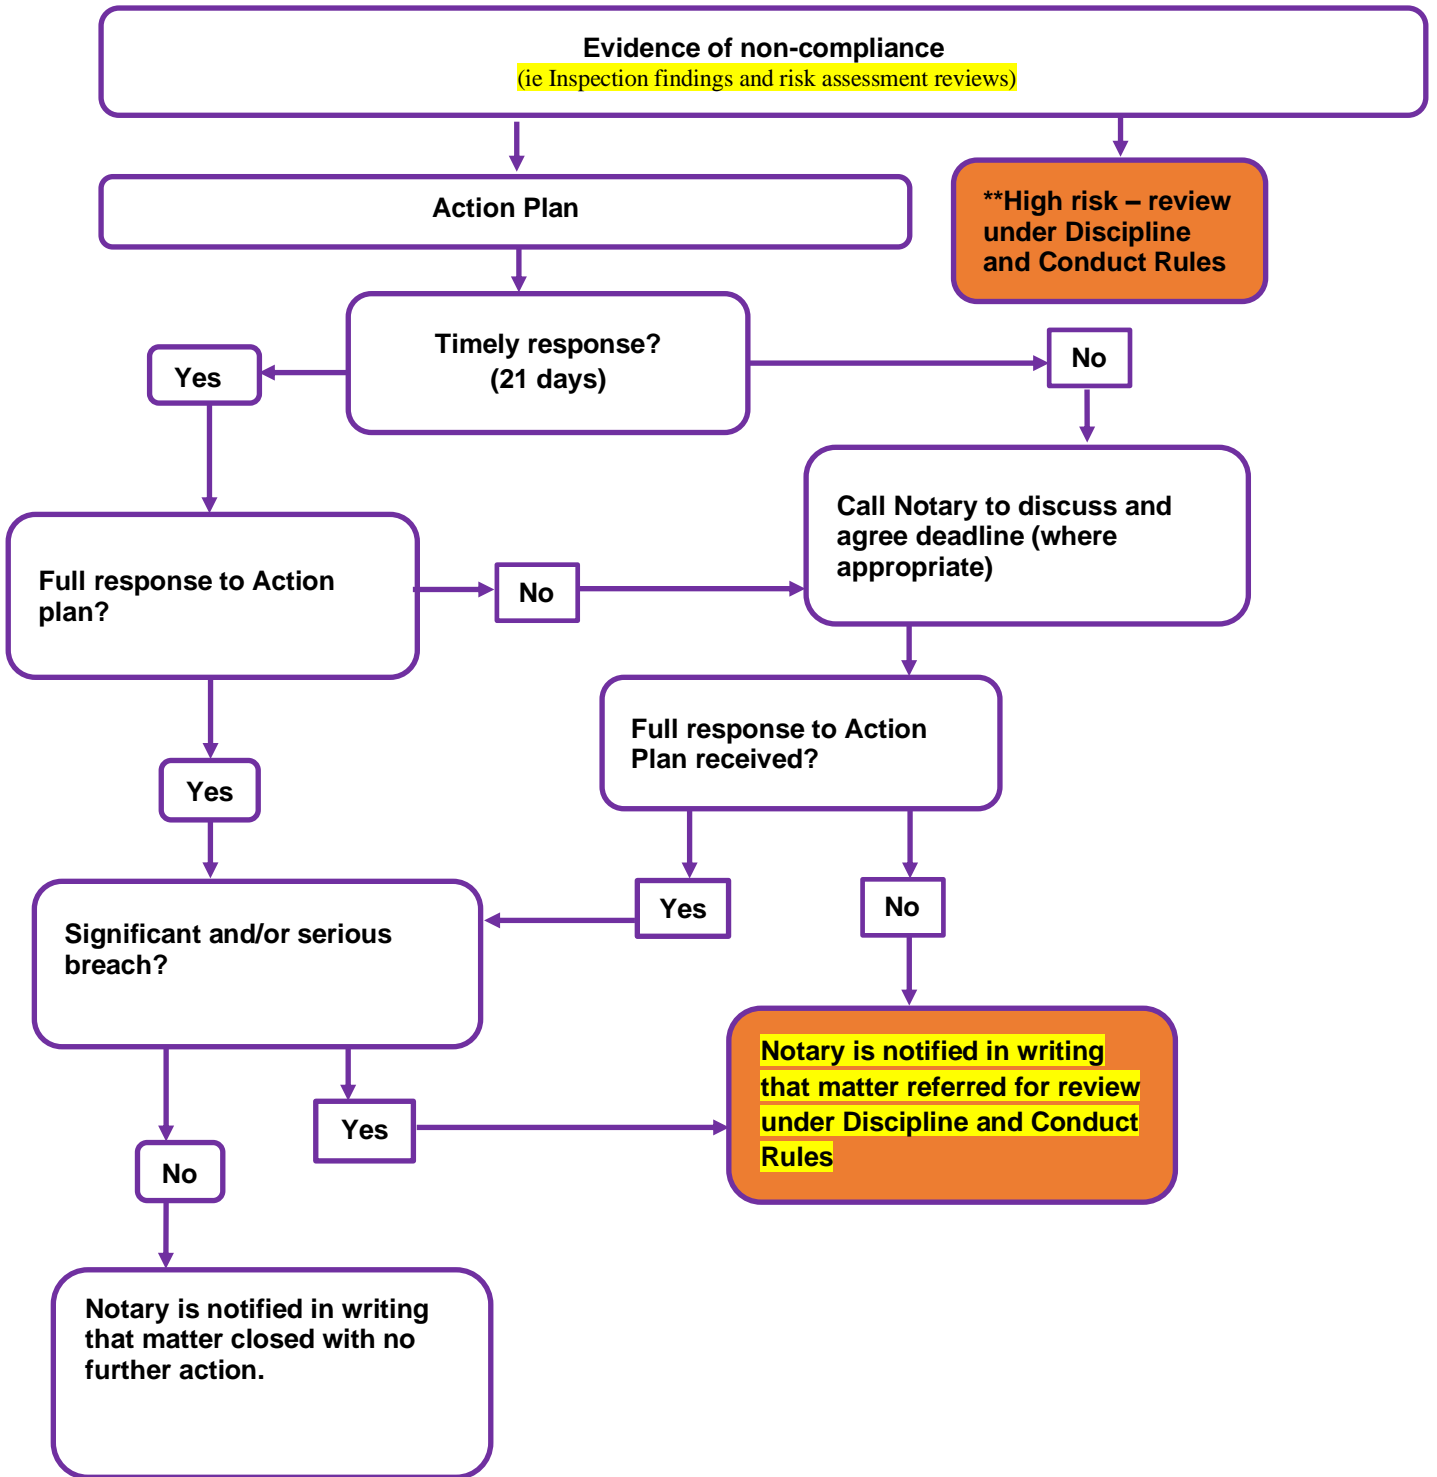 Evidence of non-compliance
(ie Inspection findings and risk assessment reviews)
Action Plan
**High risk – review
under Discipline
and Conduct Rules
Timely response?
(21 days)
Yes
No
Call Notary to discuss and
agree deadline (where
appropriate)
Full response to Action
plan?
No
Full response to Action
Plan received?
Yes
Yes
No
Significant and/or serious
breach?
Notary is notified in writing
that matter referred for review
under Discipline and Conduct
Rules
Yes
No
Notary is notified in writing
that matter closed with no
further action.